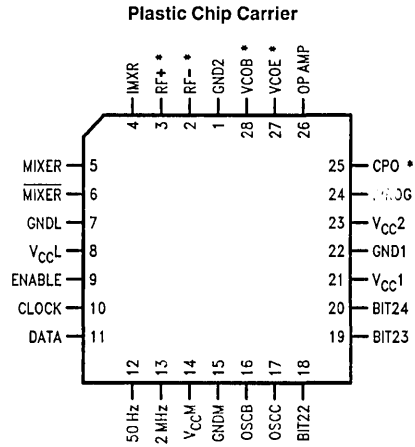 Plastic Chip Carrier
IMXR
RF+ *
RF- *
GND2
VCOB *
VCOE *
OP AMP
4
3
2
1
28
27
26
MIXER 5
MIXER 6
GNDL 7
VCCL 8
ENABLE 9
CLOCK 10
DATA 11
25 CPO *
24
23 VCC2
22 GND1
21 VCC1
20 BIT24
19 BIT23
12
13
14
15
16
17
18
50 Hz
2 MHz
VCCM
GNDM
OSCB
OSCC
BIT22